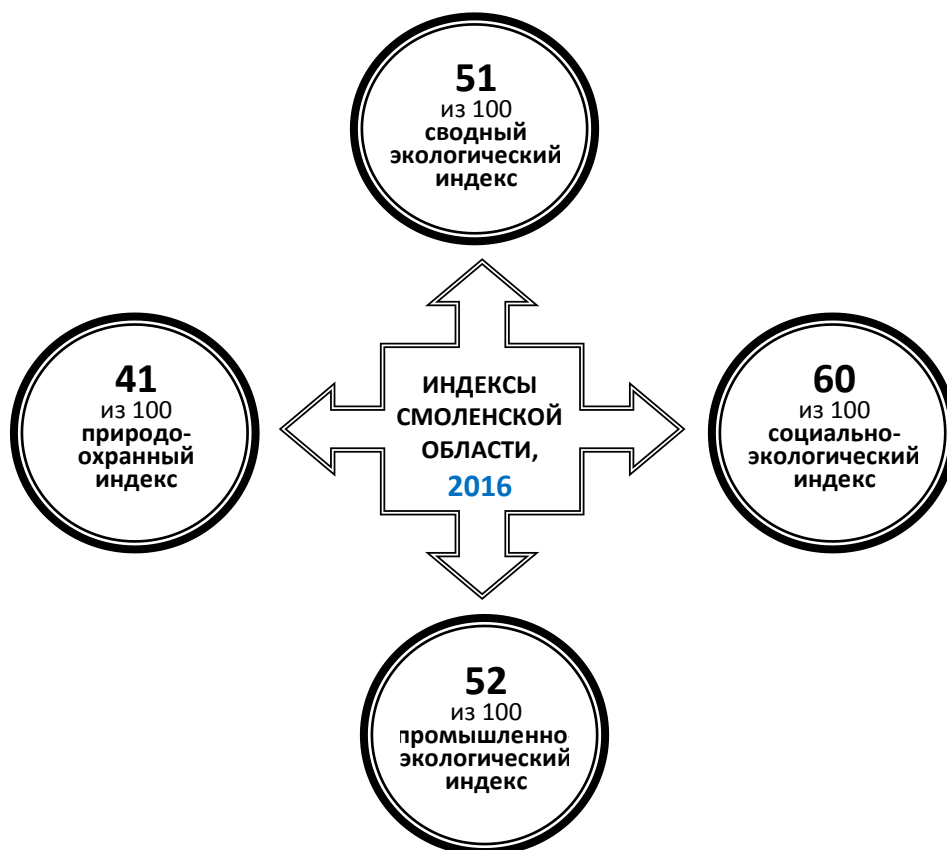 51
из 100
сводный
экологический
индекс
41
из 100
природо-
охранный
индекс
ИНДЕКСЫ
СМОЛЕНСКОЙ
ОБЛАСТИ,
2016
60
из 100
социально-
экологический
индекс
52
из 100
промышленно
экологический
индекс